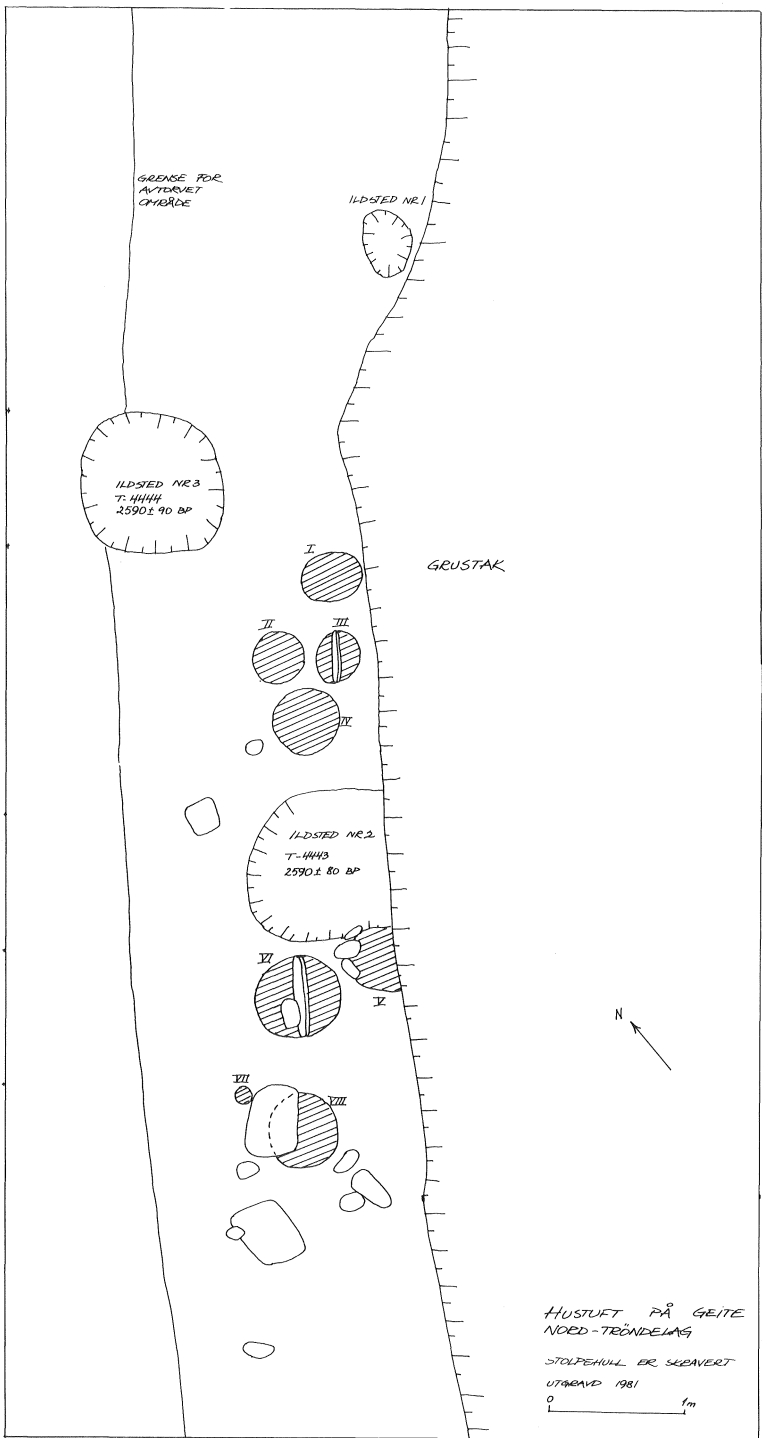 GRENSE FOR
AVTORVET
OMRÅDE
ILDSTED NR.1
ILDSTED NR3
T-4444
2590± 90 BP
I
GRUSTAK
II
III
IV
ILDSTED NR.2
T-4443
2590± 80 BP
VI
V
N
VII
VIII
HUSTUFT PÅ GEITE
NORD-TRÖNDELAG
STOLPEHULL ER SKRAVERT
UTGRAVD 1981
0 1m